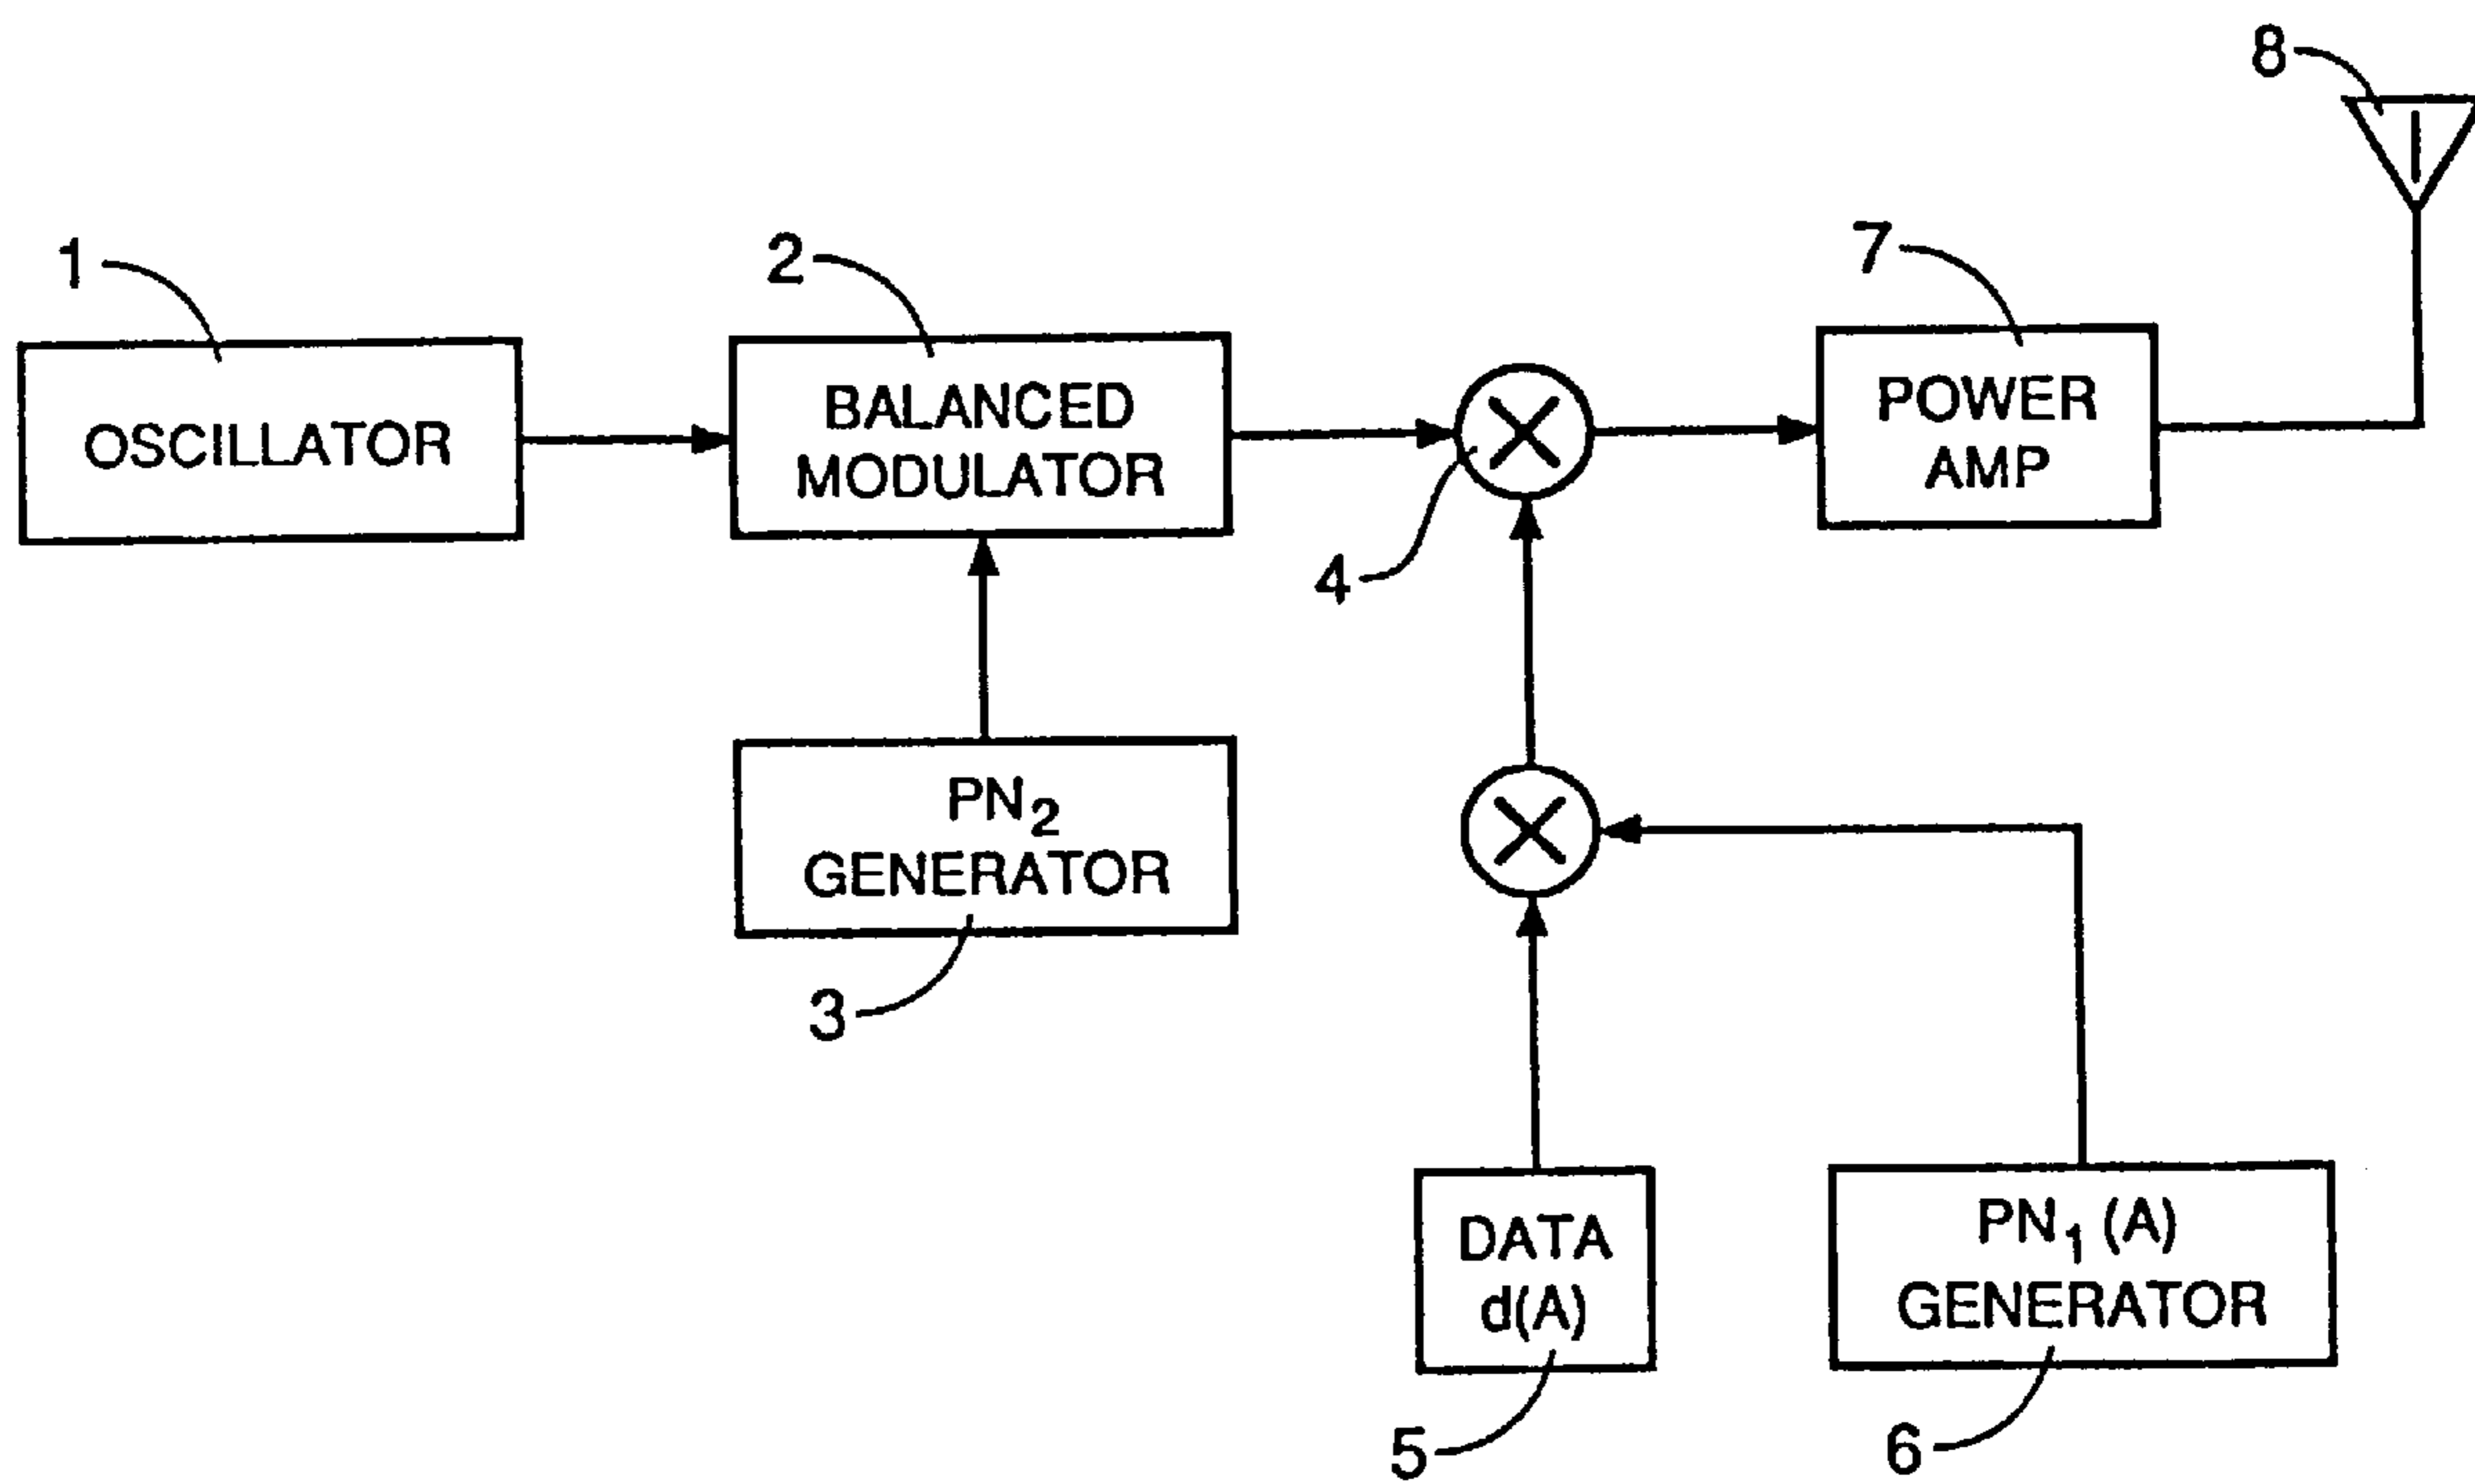 8
1
2
7
OSCILLATOR
BALANCED
MODULATOR
POWER
AMP
4
PN2
GENERATOR
3
DATA
d(A)
PN1 (A)
GENERATOR
5
6